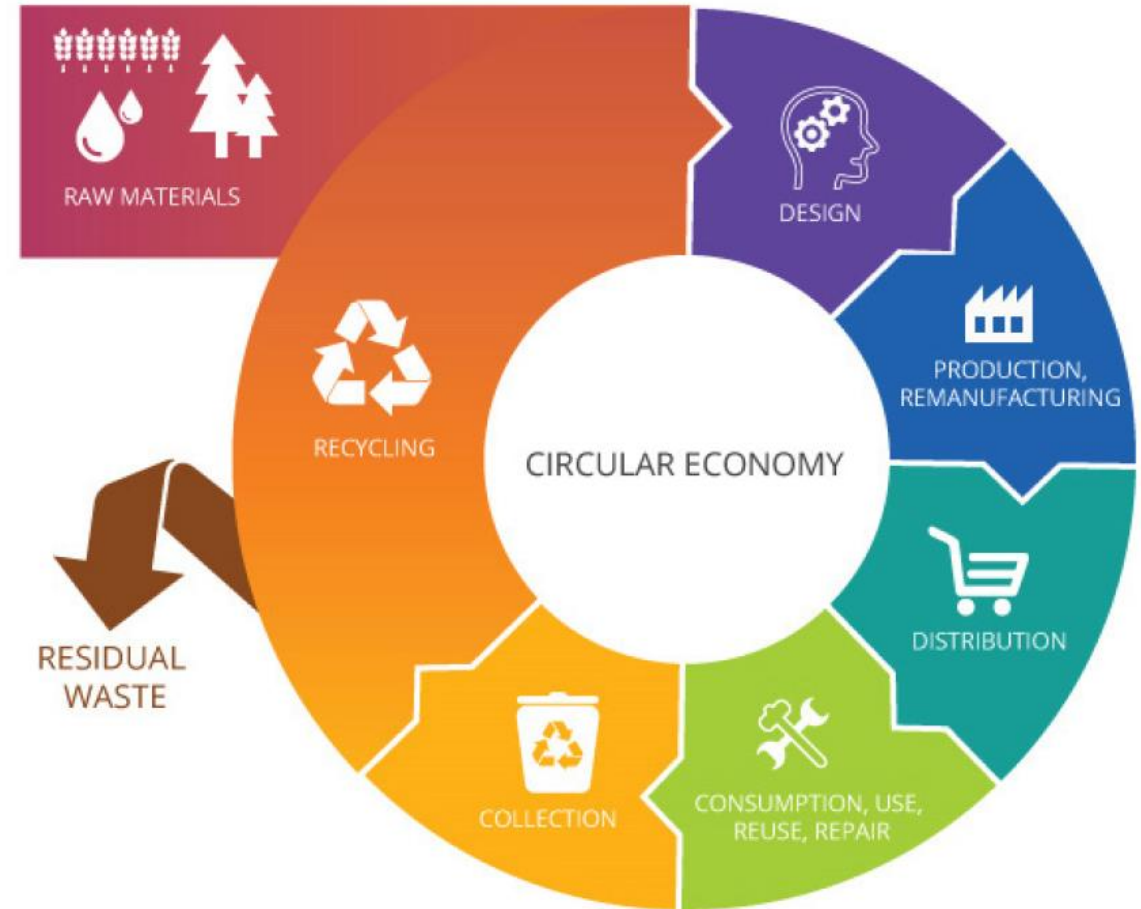 RAW MATERIALS
DESIGN
PRODUCTION,
REMANUFACTURING
RECYCLING
CIRCULAR ECONOMY
DISTRIBUTION
RESIDUAL
WASTE
CONSUMPTION, USE,
REUSE, REPAIR
COLLECTION